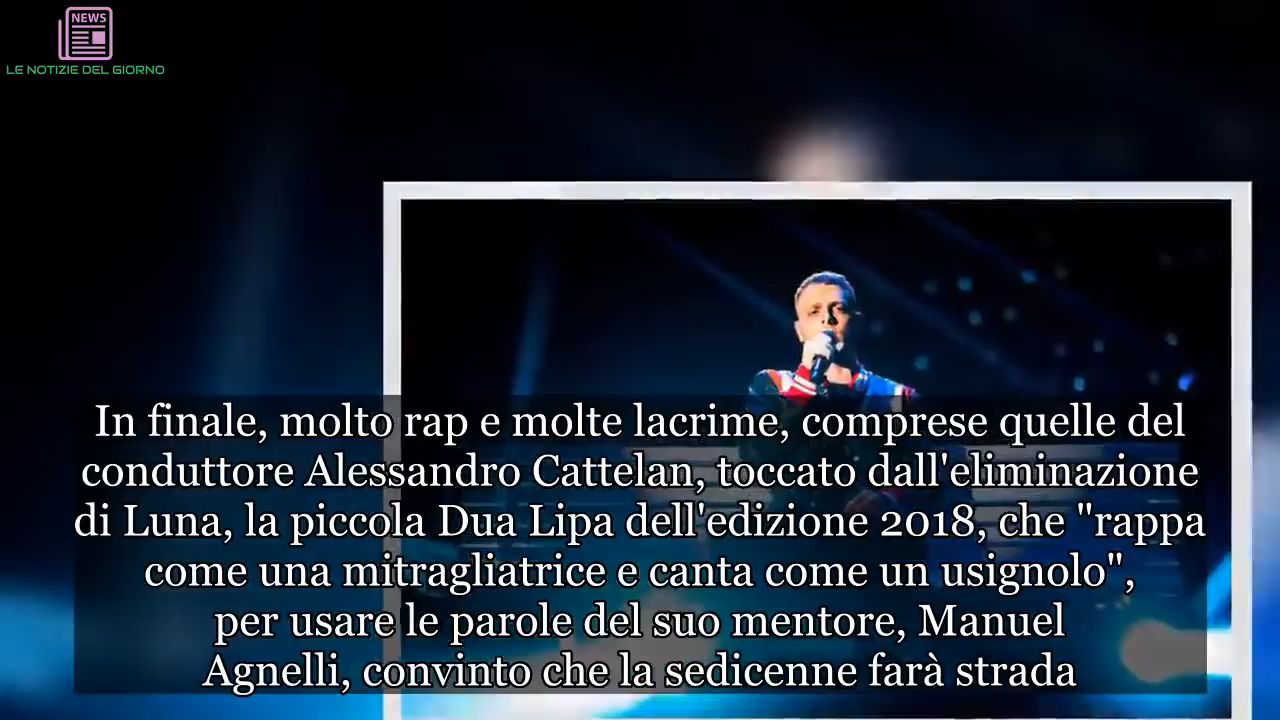 NEWS
LE NOTIZIE DEL GIORNO
In finale, molto rap e molte lacrime, comprese quelle del
conduttore Alessandro Cattelan, toccato dall'eliminazione
di Luna, la piccola Dua Lipa dell'edizione 2018, che "rappa
come una mitragliatrice e canta come un usignolo",
per usare le parole del suo mentore, Manuel
Agnelli, convinto che la sedicenne farà strada